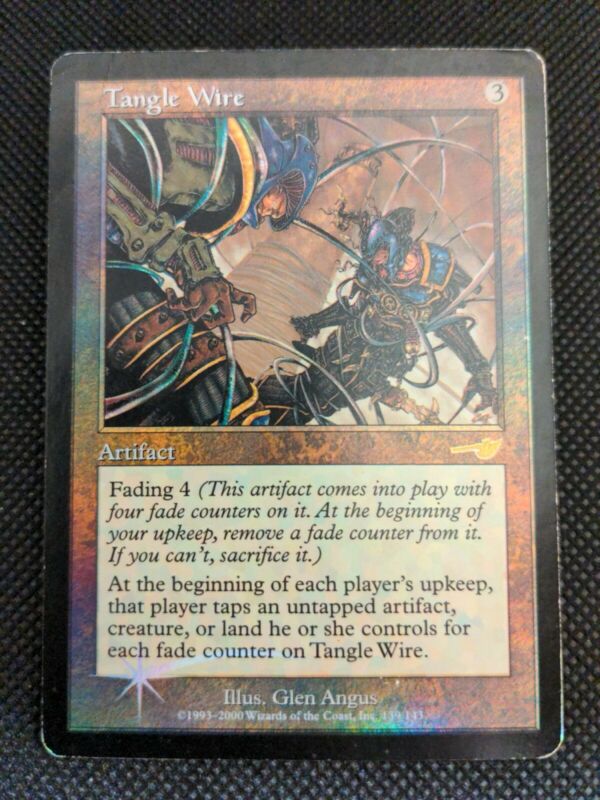 Tangle Wire 3
Artifact
Fading 4 (This artifact comes into play with
four fade counters on it. At the beginning of
your upkeep, remove a fade counter from it.
If you can't, sacrifice it.)
At the beginning of each player's upkeep,
that player taps an untapped artifact,
creature, or land he or she controls for
each fade counter on Tangle Wire.
Illus. Glen Angus
©1993–2000 Wizards of the Coast, Inc. 139/143